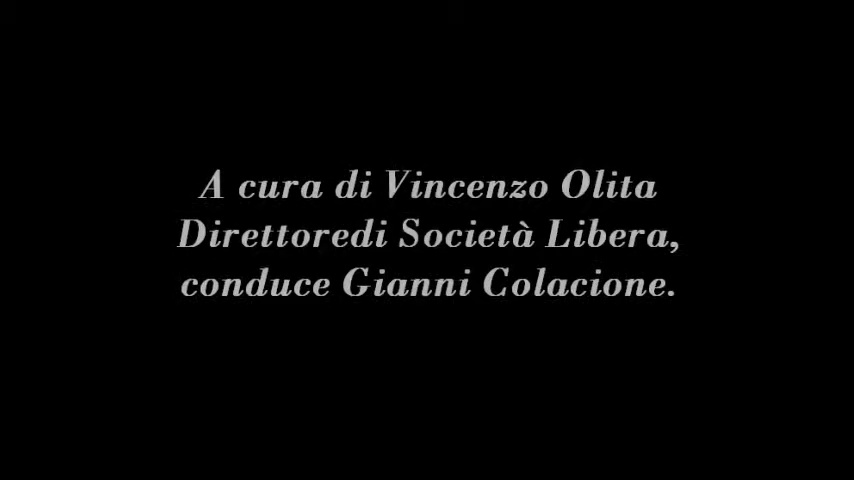 A cura di Vincenzo Olita
Direttoredi Società Libera,
conduce Gianni Colacione.